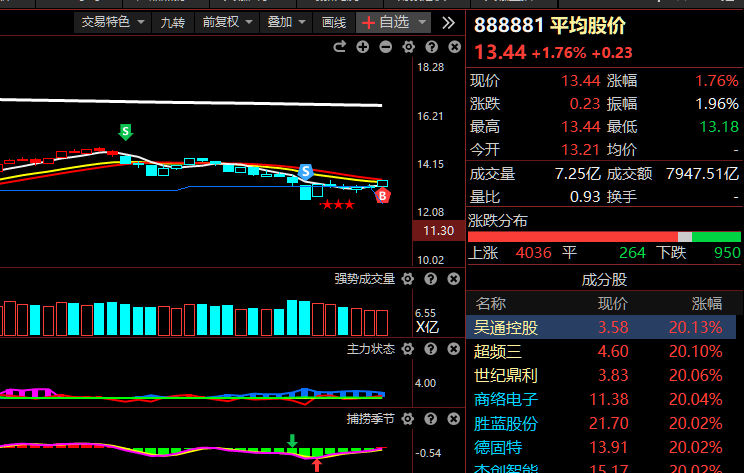 交易特色 九转 前复权 叠加 画线 自选
18.28
S
16.21
14.15
S
B
12.08
11.30
10.02
强势成交量
6.55
X亿
主力状态
4.00
捕捞季节
-0.54
888881 平均股价
13.44 +1.76% +0.23
现价 13.44 涨幅 1.76%
涨跌 0.23 振幅 1.96%
最高 13.44 最低 13.18
今开 13.21 均价 -
成交量 7.25亿 成交额 7947.51亿
量比 0.93 换手 -
涨跌分布
上涨 4036 平 264 下跌 950
成分股
名称 现价 涨幅
吴通控股 3.58 20.13%
超频三 4.60 20.10%
世纪鼎利 3.83 20.06%
商络电子 11.38 20.04%
胜蓝股份 21.70 20.02%
德固特 13.91 20.02%
杰创智能 15.17 20.02%